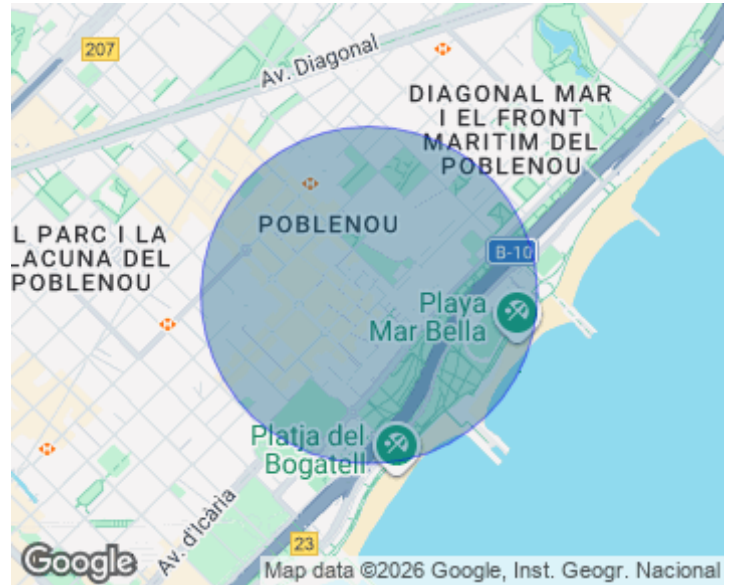 207
Av. Diagonal
DIAGONAL MAR
I EL FRONT
MARITIM DEL
POBLENOU
POBLENOU
L PARC I LA
LACUNA DEL
POBLENOU
B-10
Playa
Mar Bella
Platja del
Bogatell
Av. d'Icària
23
Google
Map data ©2026 Google, Inst. Geogr. Nacional